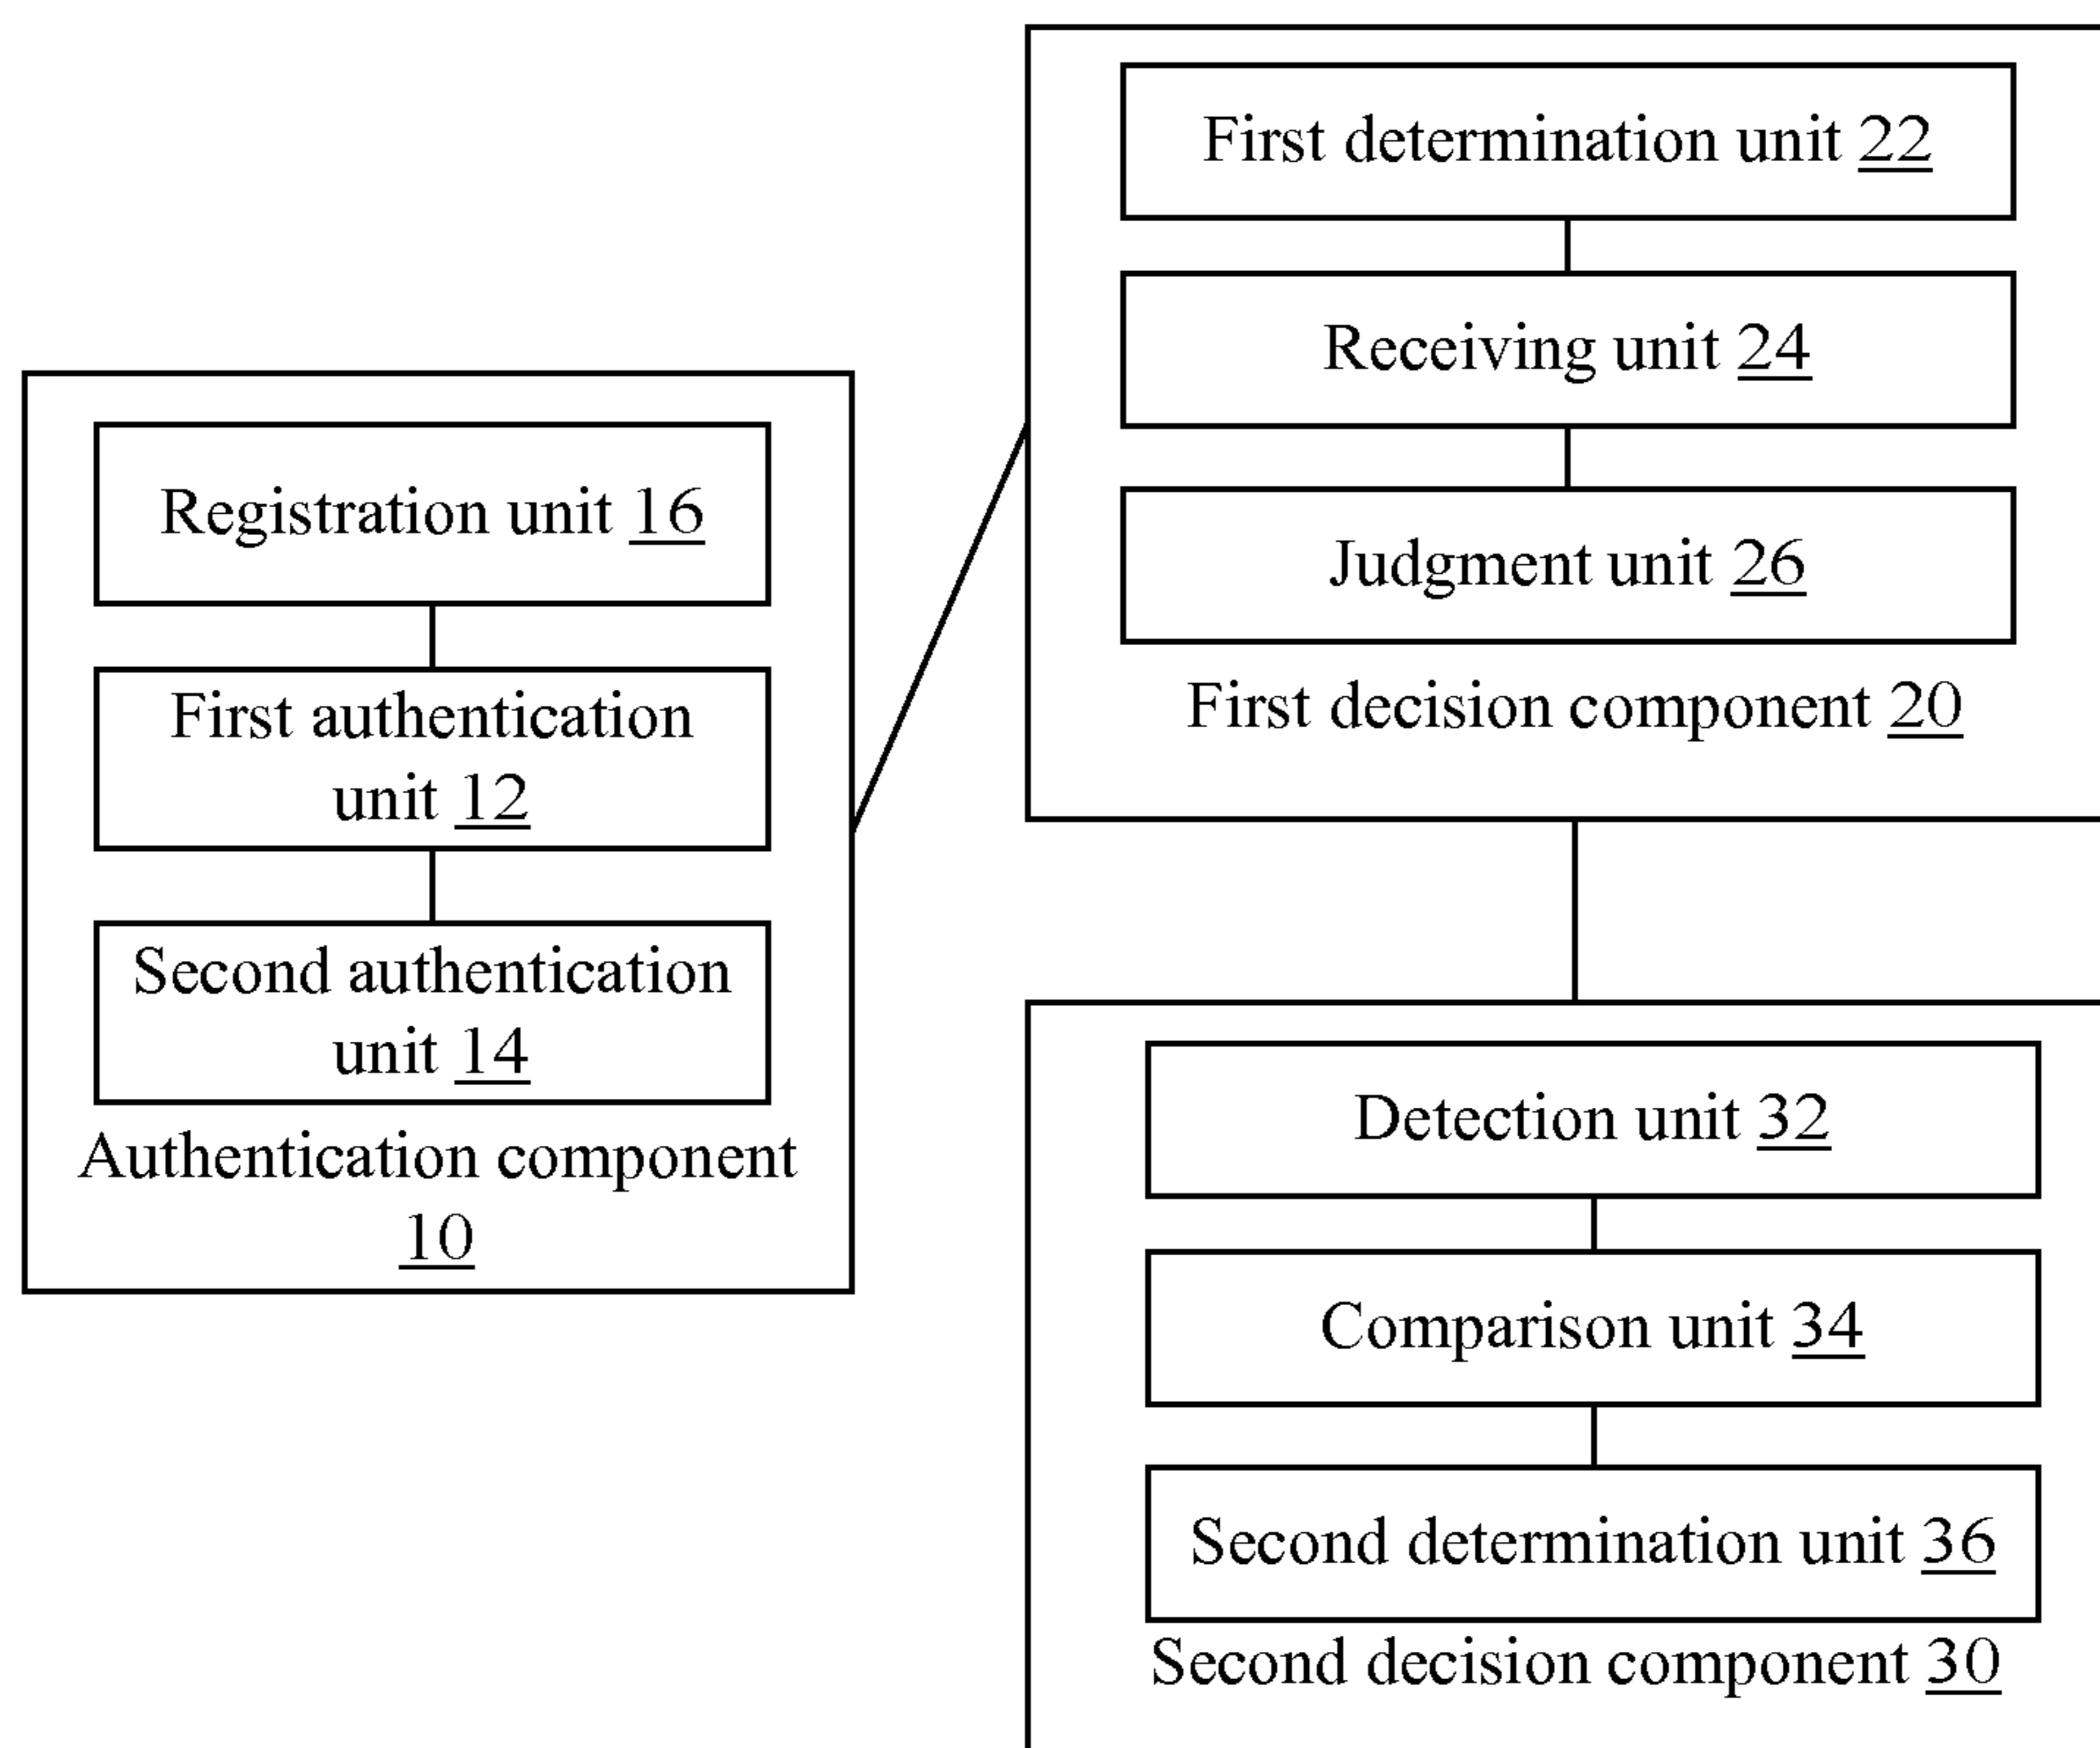 Registration unit 16
First authentication
unit 12
Second authentication
unit 14
Authentication component
10
First determination unit 22
Receiving unit 24
Judgment unit 26
First decision component 20
Detection unit 32
Comparison unit 34
Second determination unit 36
Second decision component 30